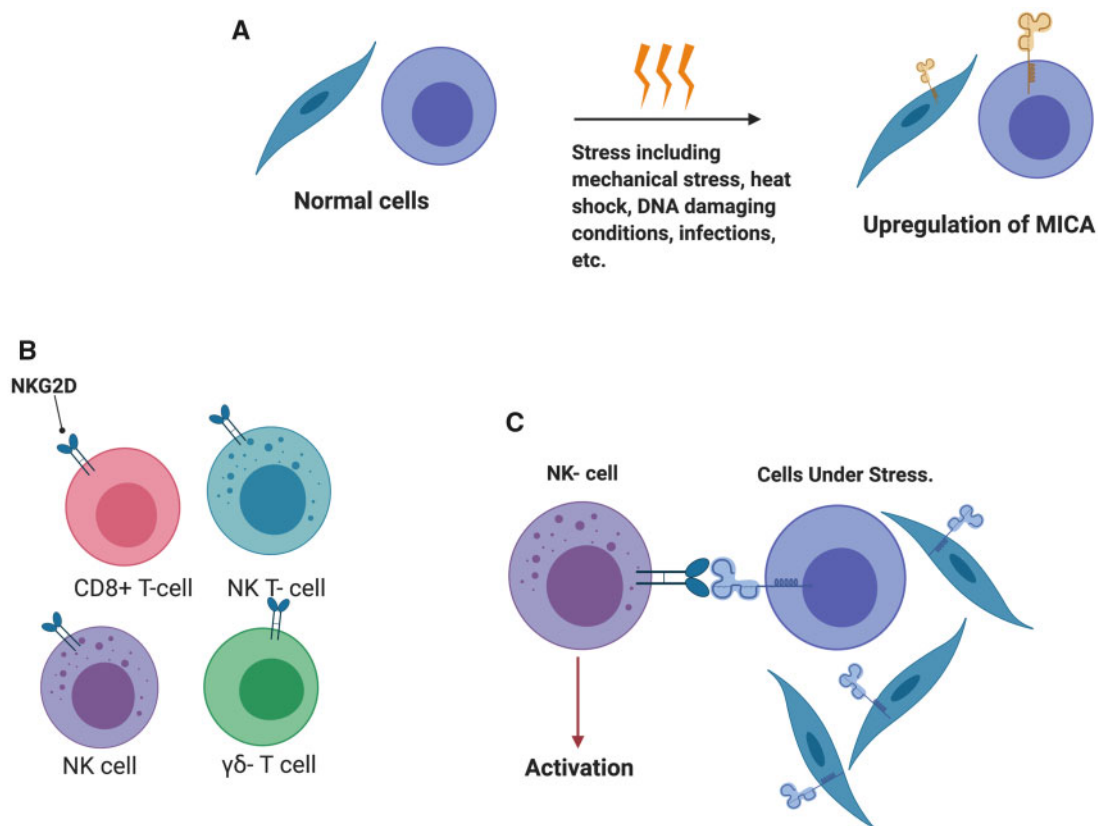 A
Normal cells
Stress including
mechanical stress, heat
shock, DNA damaging
conditions, infections,
etc.
Upregulation of MICA
B
NKG2D
CD8+ T-cell
NK T- cell
NK cell
γδ- T cell
C
NK- cell
Cells Under Stress.
Activation